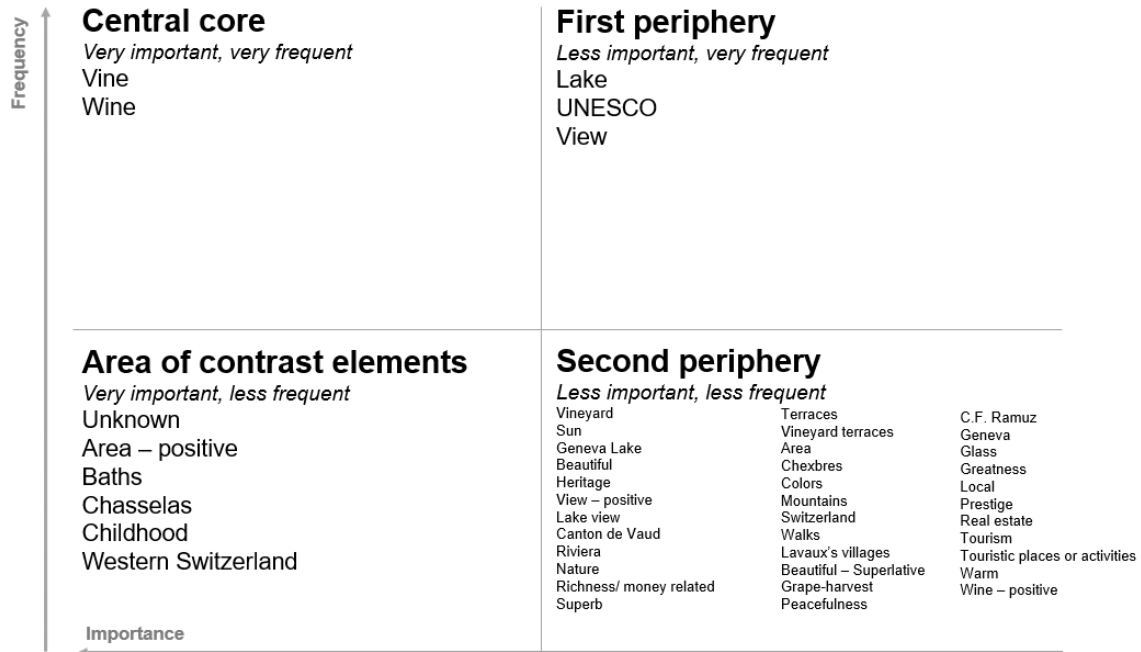 Frequency
Central core
Very important, very frequent
Vine
Wine
First periphery
Less important, very frequent
Lake
UNESCO
View
Area of contrast elements
Very important, less frequent
Unknown
Area – positive
Baths
Chasselas
Childhood
Western Switzerland
Second periphery
Less important, less frequent
Vineyard
Sun
Geneva Lake
Beautiful
Heritage
View – positive
Lake view
Canton de Vaud
Riviera
Nature
Richness/ money related
Superb
Terraces
Vineyard terraces
Area
Chexbres
Colors
Mountains
Switzerland
Walks
Lavaux's villages
Beautiful – Superlative
Grape-harvest
Peacefulness
C.F. Ramuz
Geneva
Glass
Greatness
Local
Prestige
Real estate
Tourism
Touristic places or activities
Warm
Wine – positive
Importance